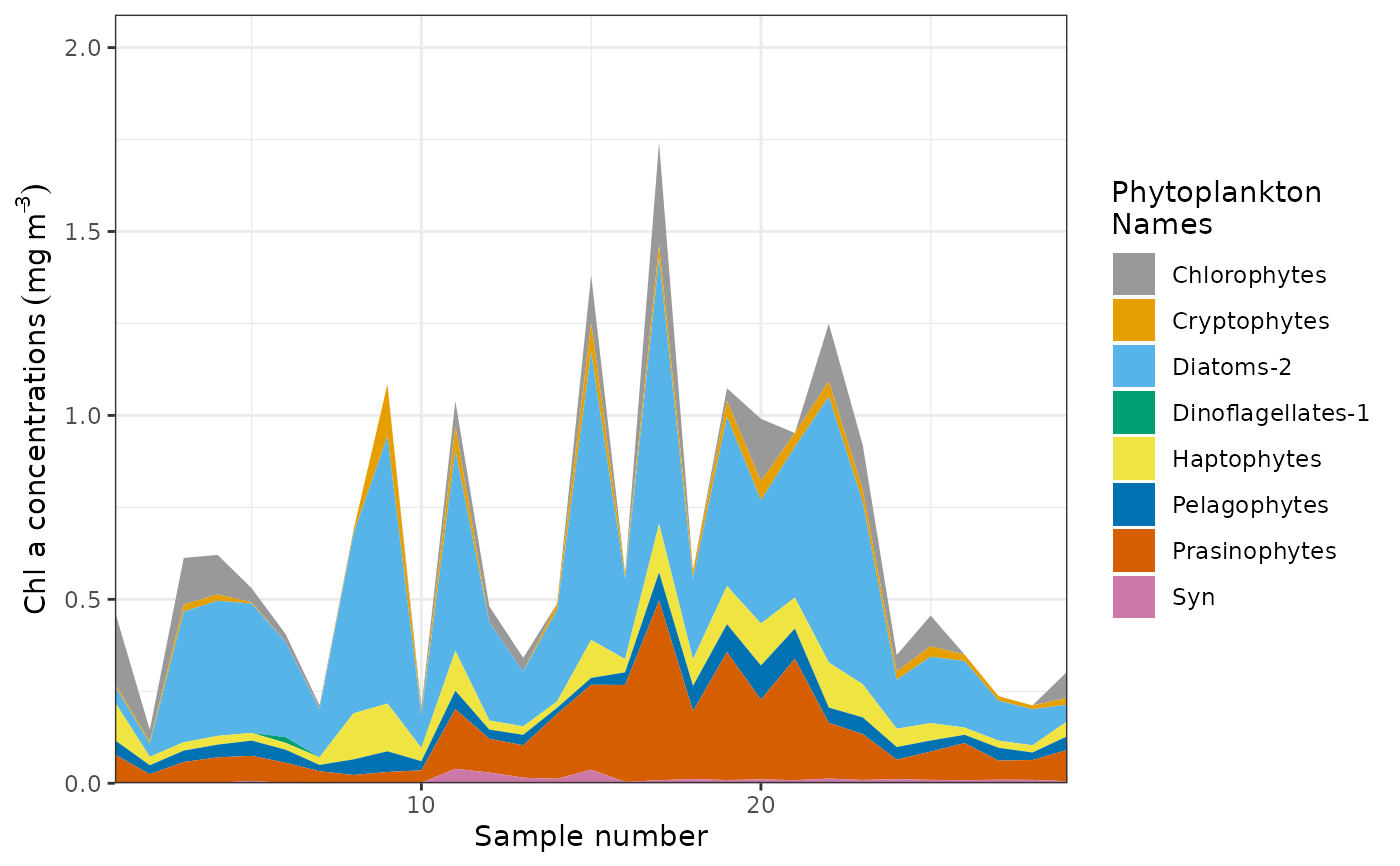 Chl a concentrations (mg m⁻³)
2.0
1.5
1.0
0.5
0.0
10
20
Sample number
Phytoplankton
Names
Chlorophytes
Cryptophytes
Diatoms-2
Dinoflagellates-1
Haptophytes
Pelagophytes
Prasinophytes
Syn